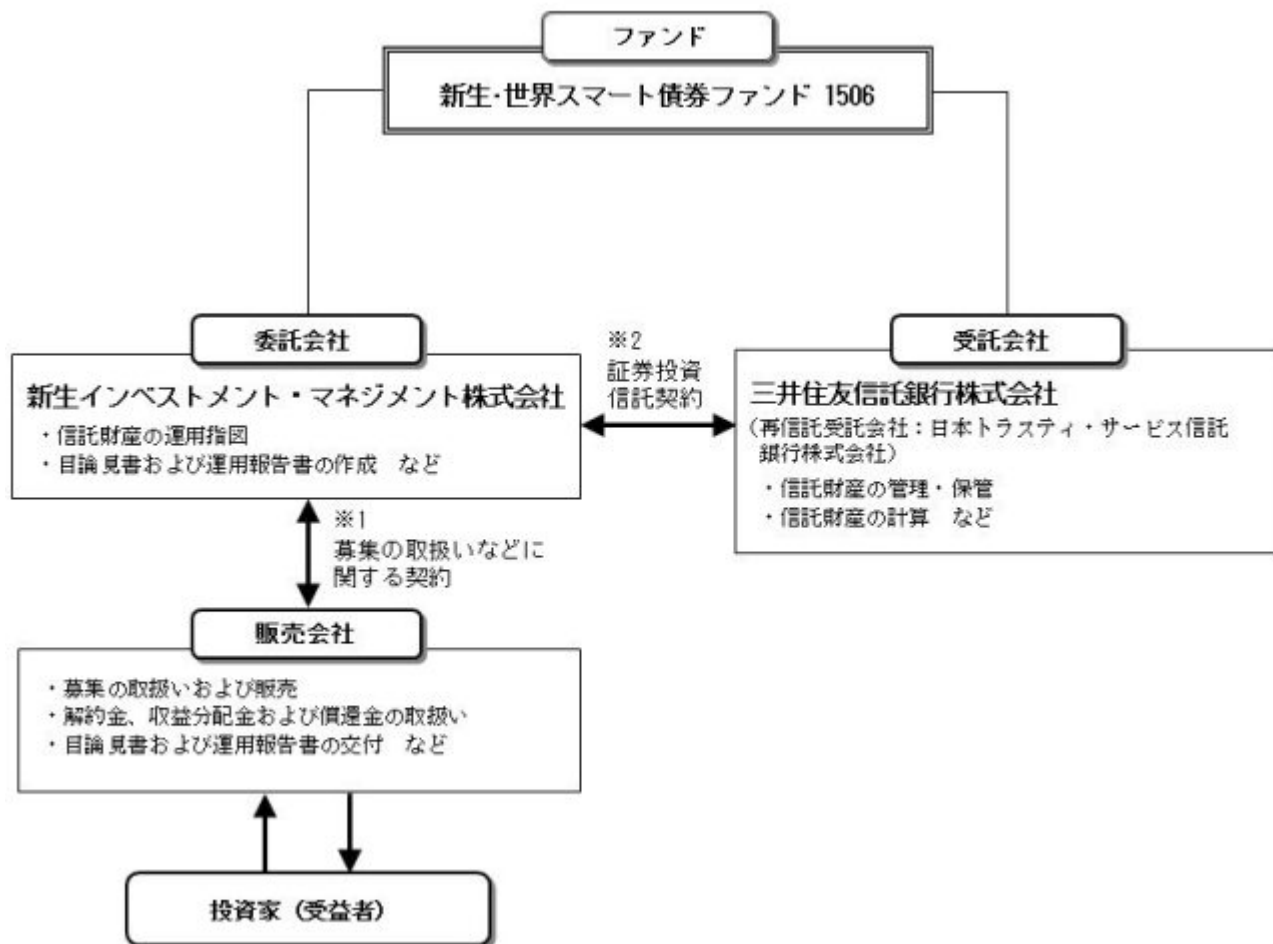 ファンド
新生・世界スマート債券ファンド 1506
委託会社
新生インベストメント・マネジメント株式会社
・信託財産の運用指図
・目論見書および運用報告書の作成 など
※2
証券投資
信託契約
受託会社
三井住友信託銀行株式会社
(再信託受託会社:日本トラスティ・サービス信託
銀行株式会社)
・信託財産の管理・保管
・信託財産の計算 など
※1
募集の取扱いなどに
関する契約
販売会社
・募集の取扱いおよび販売
・解約金、収益分配金および償還金の取扱い
・目論見書および運用報告書の交付 など
投資家(受益者)